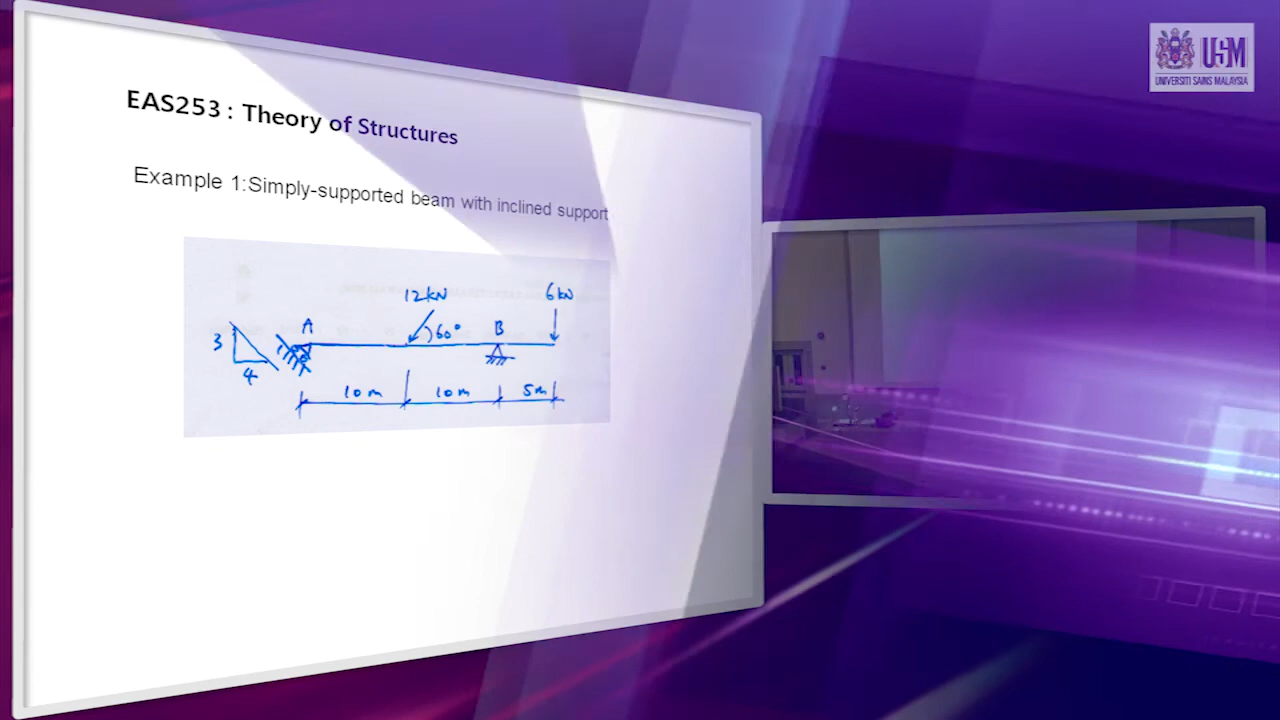 USM
UNIVERSITI SAINS MALAYSIA
EAS253 : Theory of Structures
Example 1:Simply-supported beam with inclined support
12kN
6kN
A
60°
B
3
4
10m
10m
5m